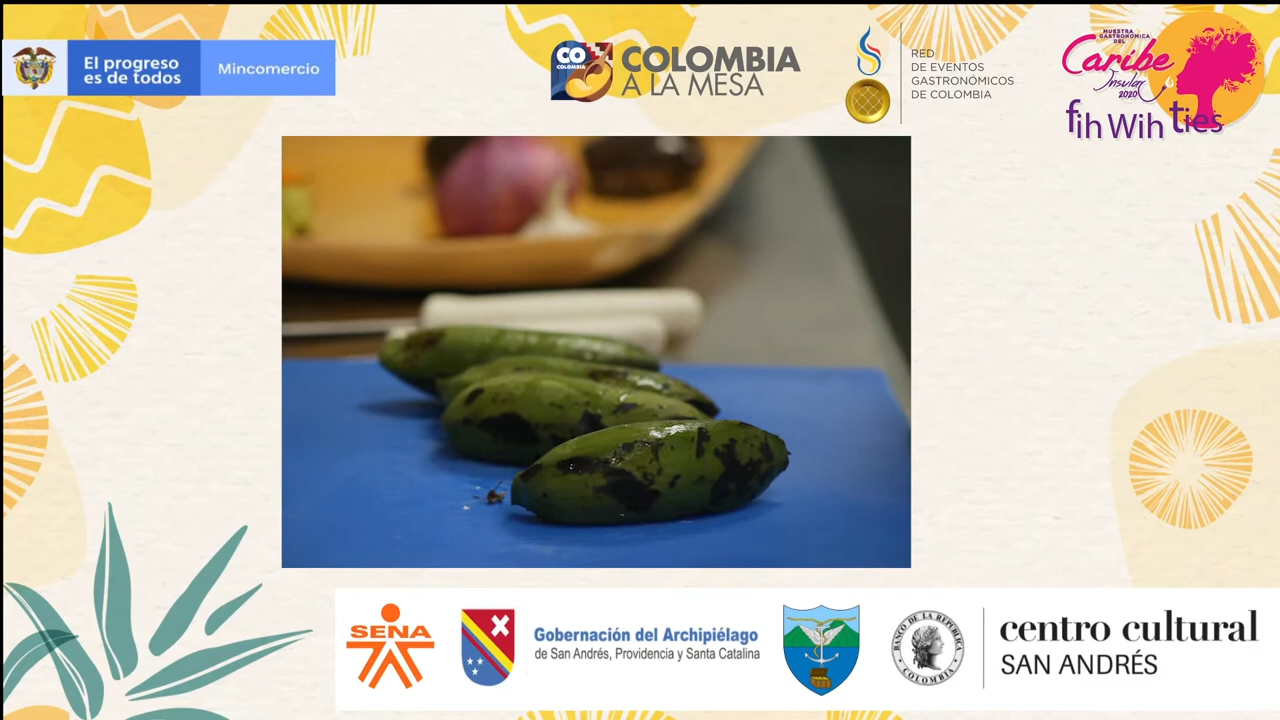 El progreso
es de todos
Mincomercio
CO
COLOMBIA
COLOMBIA
A LA MESA
RED
DE EVENTOS
GASTRONÓMICOS
DE COLOMBIA
MUESTRA
GASTRONÓMICA
DEL
Caribe
Insular
2020
fih Wih ties
SENA
Gobernación del Archipiélago
de San Andrés, Providencia y Santa Catalina
BANCO DE LA REPÚBLICA
COLOMBIA
centro cultural
SAN ANDRÉS